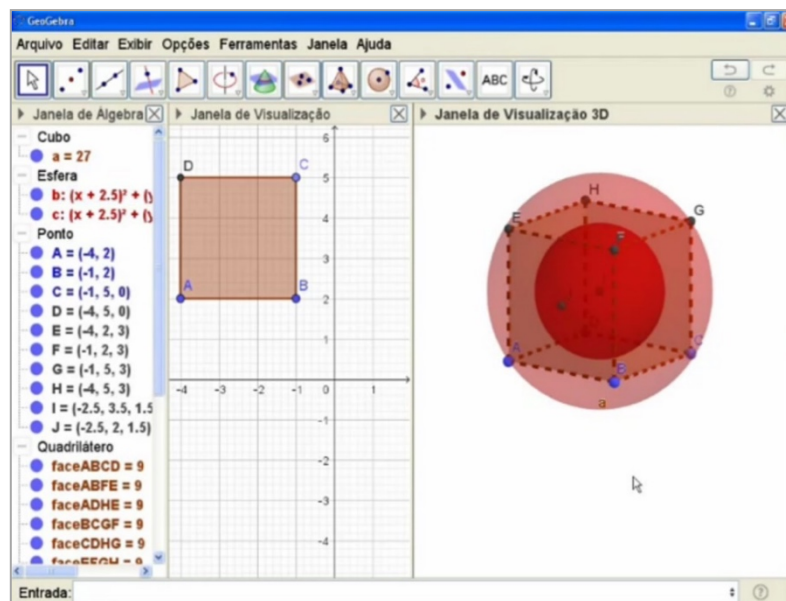 GeoGebra
Arquivo Editar Exibir Opções Ferramentas Janela Ajuda
ABC
Janela de Álgebra
Cubo
a = 27
Esfera
b: (x + 2.5)² + (y
c: (x + 2.5)² + (y
Ponto
A = (-4, 2)
B = (-1, 2)
C = (-1, 5, 0)
D = (-4, 5, 0)
E = (-4, 2, 3)
F = (-1, 2, 3)
G = (-1, 5, 3)
H = (-4, 5, 3)
I = (-2.5, 3.5, 1.5
J = (-2.5, 2, 1.5)
Quadrilátero
faceABCD = 9
faceABFE = 9
faceADHE = 9
faceBCGF = 9
faceCDHG = 9
faceEFGH = 9
Janela de Visualização
6
D C 5
4
3
A B 2
1
-4 -3 -2 -1 0 1
-1
-2
-3
-4
Janela de Visualização 3D
H
E G
F
A C
B
a
Entrada: